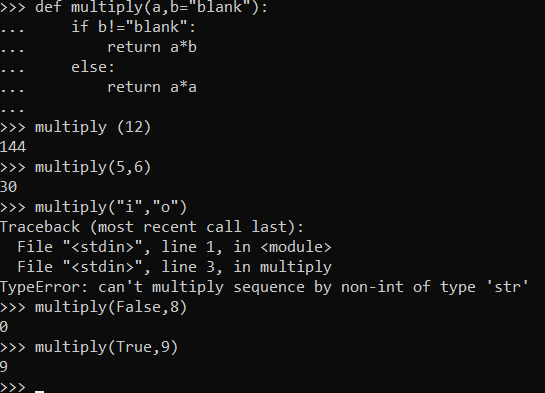 >>> def multiply(a,b="blank"):
...     if b!="blank":
...         return a*b
...     else:
...         return a*a
...
>>> multiply (12)
144
>>> multiply(5,6)
30
>>> multiply("i","o")
Traceback (most recent call last):
  File "<stdin>", line 1, in <module>
  File "<stdin>", line 3, in multiply
TypeError: can't multiply sequence by non-int of type 'str'
>>> multiply(False,8)
0
>>> multiply(True,9)
9
>>>